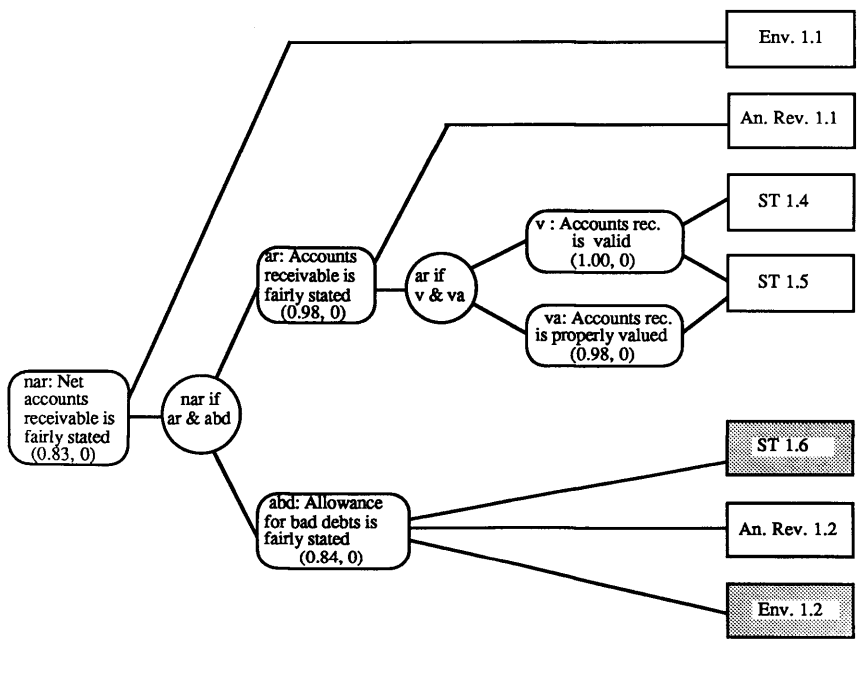 Env. 1.1
An. Rev. 1.1
ST 1.4
v : Accounts rec.
is valid
(1.00, 0)
ar: Accounts
receivable is
fairly stated
(0.98, 0)
ar if
v & va
ST 1.5
va: Accounts rec.
is properly valued
(0.98, 0)
nar: Net
accounts
receivable is
fairly stated
(0.83, 0)
nar if
ar & abd
ST 1.6
abd: Allowance
for bad debts is
fairly stated
(0.84, 0)
An. Rev. 1.2
Env. 1.2